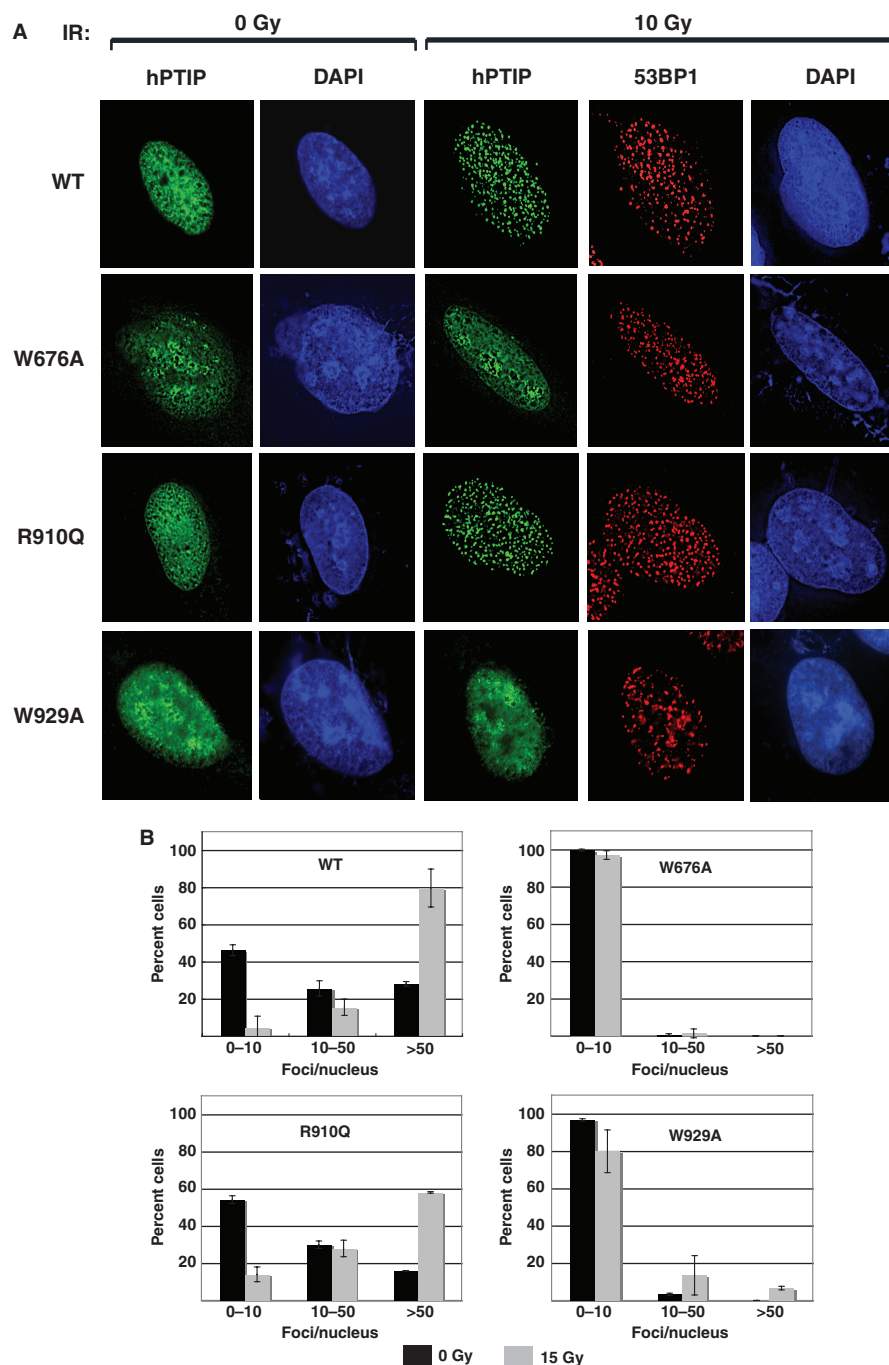 A IR: 0 Gy 10 Gy
hPTIP DAPI hPTIP 53BP1 DAPI
WT
W676A
R910Q
W929A
B
WT
Percent cells
100
80
60
40
20
0–10 10–50 >50
Foci/nucleus
W676A
Percent cells
100
80
60
40
20
0–10 10–50 >50
Foci/nucleus
R910Q
Percent cells
100
80
60
40
20
0–10 10–50 >50
Foci/nucleus
W929A
Percent cells
100
80
60
40
20
0–10 10–50 >50
Foci/nucleus
0 Gy 15 Gy